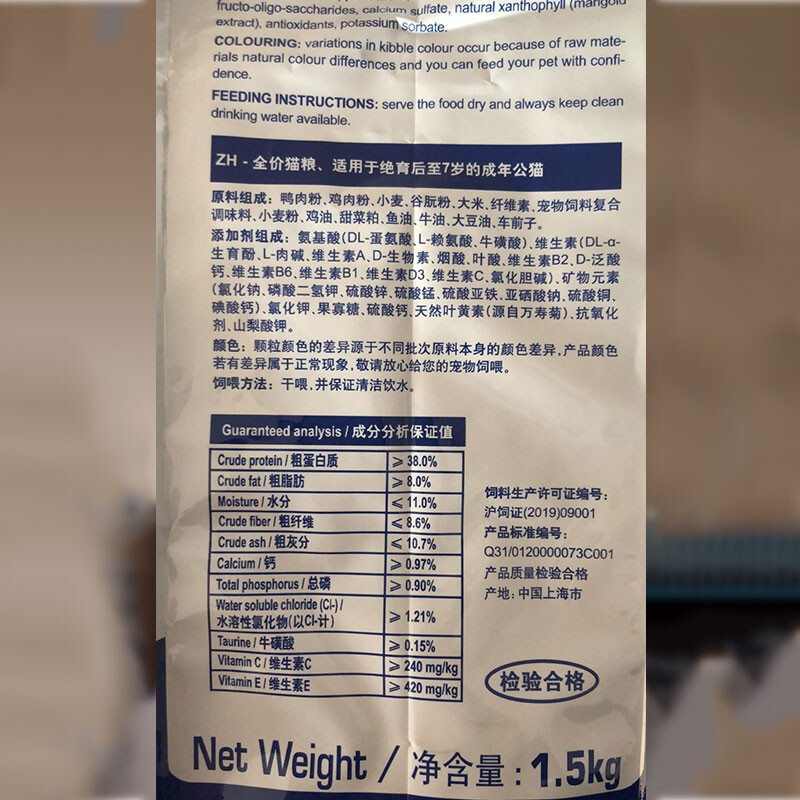 fructo-oligo-saccharides, calcium sulfate, natural xanthophyll (marigold
extract), antioxidants, potassium sorbate.
COLOURING: variations in kibble colour occur because of raw mate-
rials natural colour differences and you can feed your pet with confi-
dence.
FEEDING INSTRUCTIONS: serve the food dry and always keep clean
drinking water available.
ZH - 全价猫粮、适用于绝育后至7岁的成年公猫
原料组成：鸭肉粉、鸡肉粉、小麦、谷朊粉、大米、纤维素、宠物饲料复合
调味料、小麦粉、鸡油、甜菜粕、鱼油、牛油、大豆油、车前子。
添加剂组成：氨基酸(DL-蛋氨酸、L-赖氨酸、牛磺酸)、维生素(DL-α-
生育酚、L-肉碱、维生素A、D-生物素、烟酸、叶酸、维生素B2、D-泛酸
钙、维生素B6、维生素B1、维生素D3、维生素C、氯化胆碱)、矿物元素
(氯化钠、磷酸二氢钾、硫酸锌、硫酸锰、硫酸亚铁、亚硒酸钠、硫酸铜、
碘酸钙)、氯化钾、果寡糖、硫酸钙、天然叶黄素(源自万寿菊)、抗氧化
剂、山梨酸钾。
颜色：颗粒颜色的差异源于不同批次原料本身的颜色差异，产品颜色
若有差异属于正常现象，敬请放心给您的宠物饲喂。
饲喂方法：干喂，并保证清洁饮水。
Guaranteed analysis / 成分分析保证值
Crude protein / 粗蛋白质 ⩾ 38.0%
Crude fat / 粗脂肪 ⩾ 8.0%
Moisture / 水分 ⩽ 11.0%
Crude fiber / 粗纤维 ⩽ 8.6%
Crude ash / 粗灰分 ⩽ 10.7%
Calcium / 钙 ⩾ 0.97%
Total phosphorus / 总磷 ⩾ 0.90%
Water soluble chloride (Cl-) /
水溶性氯化物(以Cl-计) ⩾ 1.21%
Taurine / 牛磺酸 ⩾ 0.15%
Vitamin C / 维生素C ⩾ 240 mg/kg
Vitamin E / 维生素E ⩾ 420 mg/kg
饲料生产许可证编号：
沪饲证(2019)09001
产品标准编号：
Q31/0120000073C001
产品质量检验合格
产地：中国上海市
检验合格
Net Weight / 净含量：1.5kg